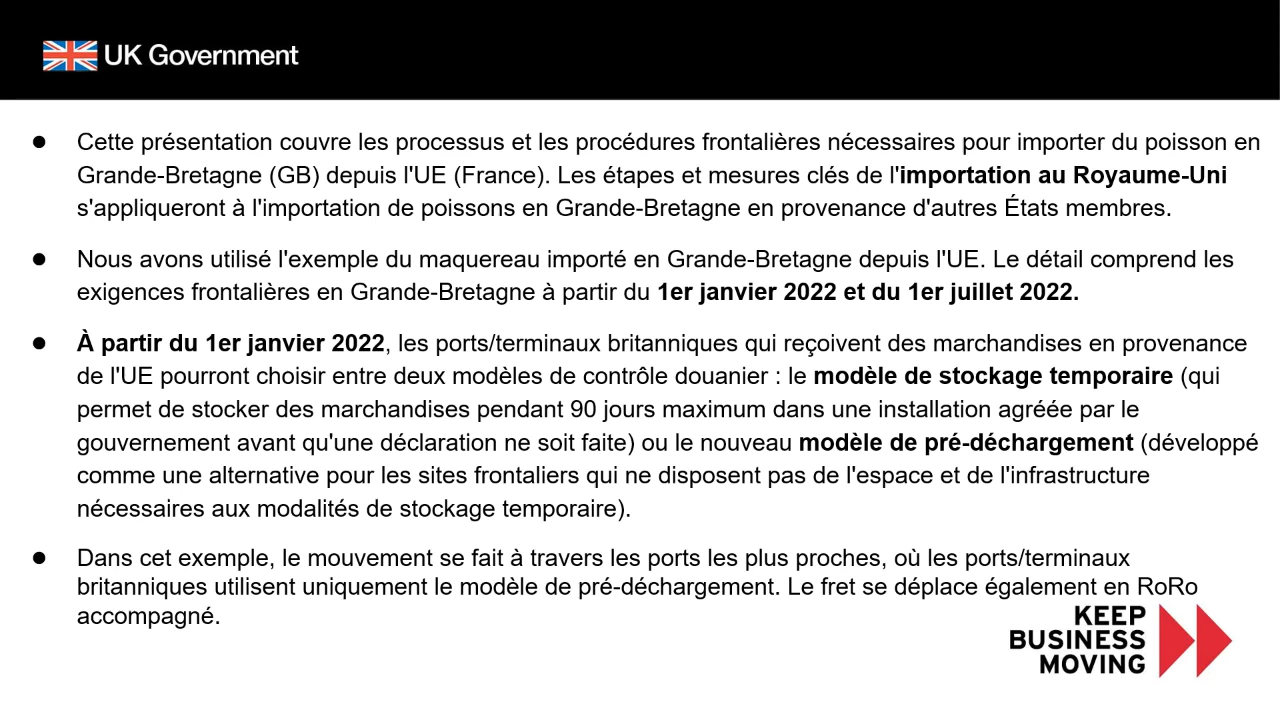 UK Government
● Cette présentation couvre les processus et les procédures frontalières nécessaires pour importer du poisson en
Grande-Bretagne (GB) depuis l'UE (France). Les étapes et mesures clés de l'importation au Royaume-Uni
s'appliqueront à l'importation de poissons en Grande-Bretagne en provenance d'autres États membres.
● Nous avons utilisé l'exemple du maquereau importé en Grande-Bretagne depuis l'UE. Le détail comprend les
exigences frontalières en Grande-Bretagne à partir du 1er janvier 2022 et du 1er juillet 2022.
● À partir du 1er janvier 2022, les ports/terminaux britanniques qui reçoivent des marchandises en provenance
de l'UE pourront choisir entre deux modèles de contrôle douanier : le modèle de stockage temporaire (qui
permet de stocker des marchandises pendant 90 jours maximum dans une installation agréée par le
gouvernement avant qu'une déclaration ne soit faite) ou le nouveau modèle de pré-déchargement (développé
comme une alternative pour les sites frontaliers qui ne disposent pas de l'espace et de l'infrastructure
nécessaires aux modalités de stockage temporaire).
● Dans cet exemple, le mouvement se fait à travers les ports les plus proches, où les ports/terminaux
britanniques utilisent uniquement le modèle de pré-déchargement. Le fret se déplace également en RoRo
accompagné.
KEEP
BUSINESS
MOVING